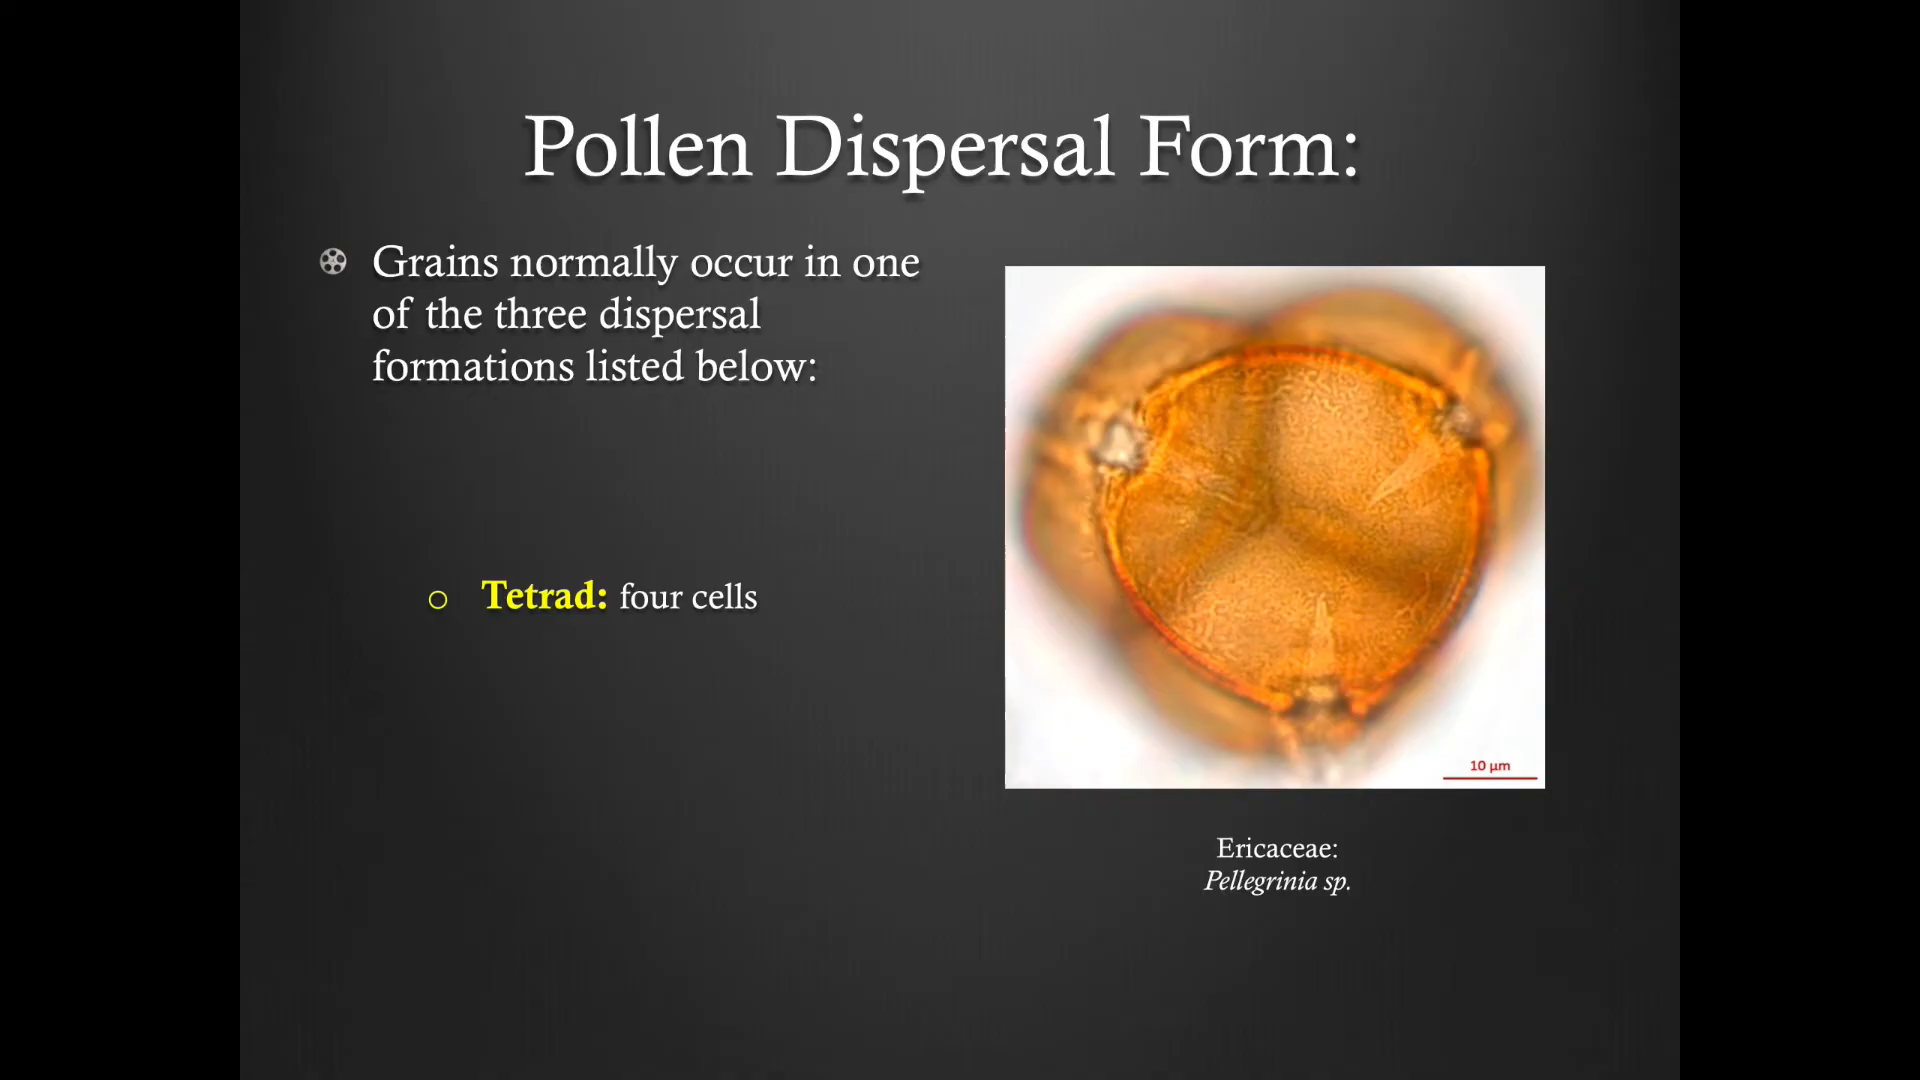 Pollen Dispersal Form:
Grains normally occur in one
of the three dispersal
formations listed below:
Tetrad: four cells
10 µm
Ericaceae:
Pellegrinia sp.